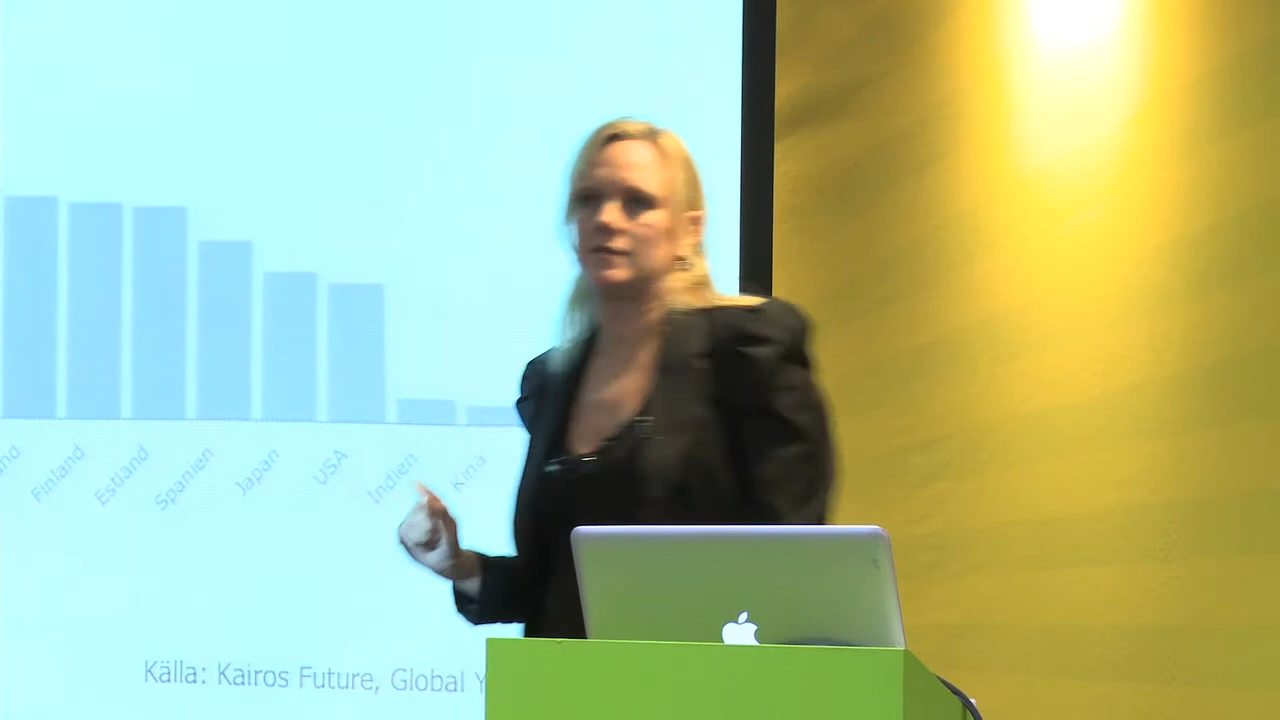 Finland
Estland
Spanien
Japan
USA
Indien
Kina
Källa: Kairos Future, Global